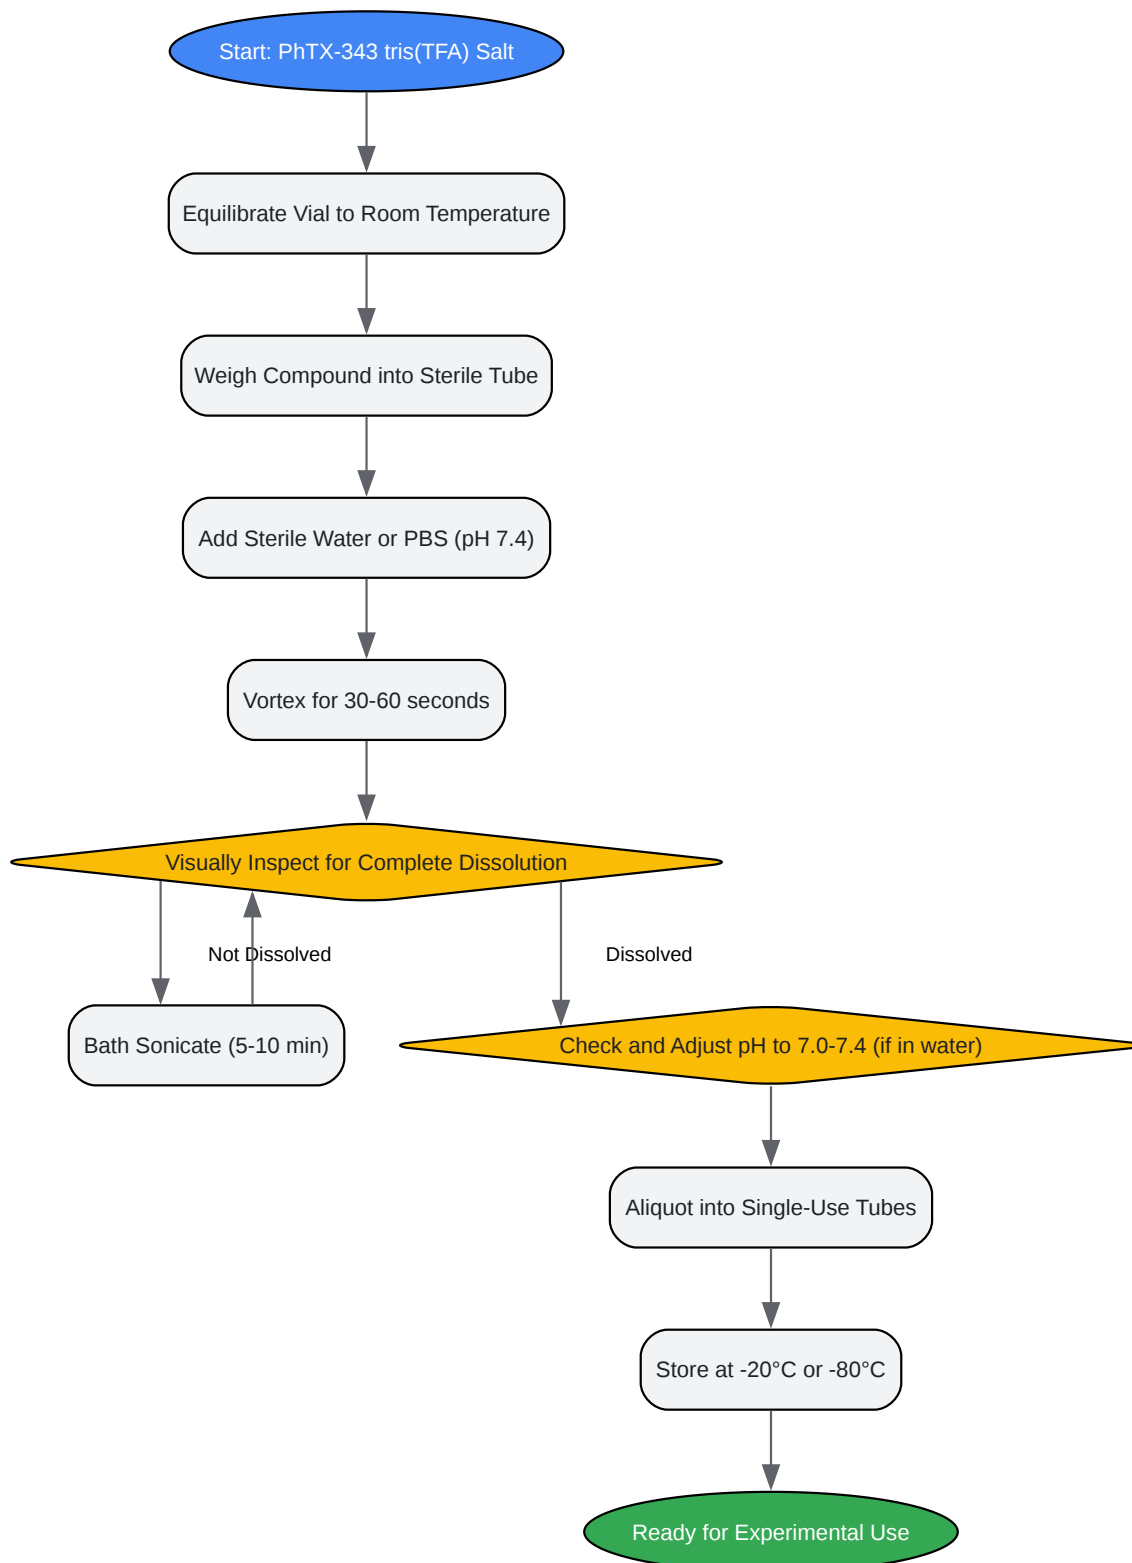 Start: PhTX-343 tris(TFA) Salt
Equilibrate Vial to Room Temperature
Weigh Compound into Sterile Tube
Add Sterile Water or PBS (pH 7.4)
Vortex for 30-60 seconds
Visually Inspect for Complete Dissolution
Not Dissolved
Dissolved
Bath Sonicate (5-10 min)
Check and Adjust pH to 7.0-7.4 (if in water)
Aliquot into Single-Use Tubes
Store at -20°C or -80°C
Ready for Experimental Use